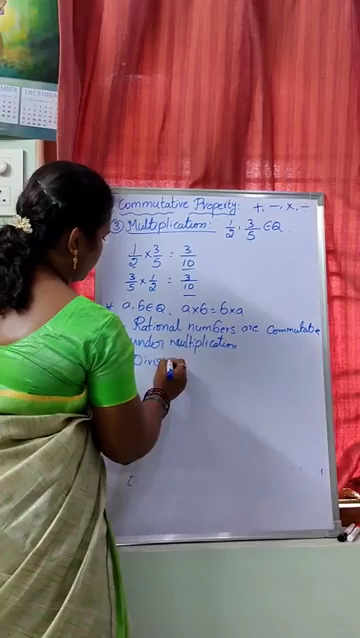 DECEMBER
Commutative Property: +, −, ×, ÷
③ Multiplication: 1/2, 3/5 ∈ Q
1/2 × 3/5 = 3/10
3/5 × 1/2 = 3/10
* a, b ∈ Q, a×b = b×a
Rational numbers are commutative
under multiplication
Divis